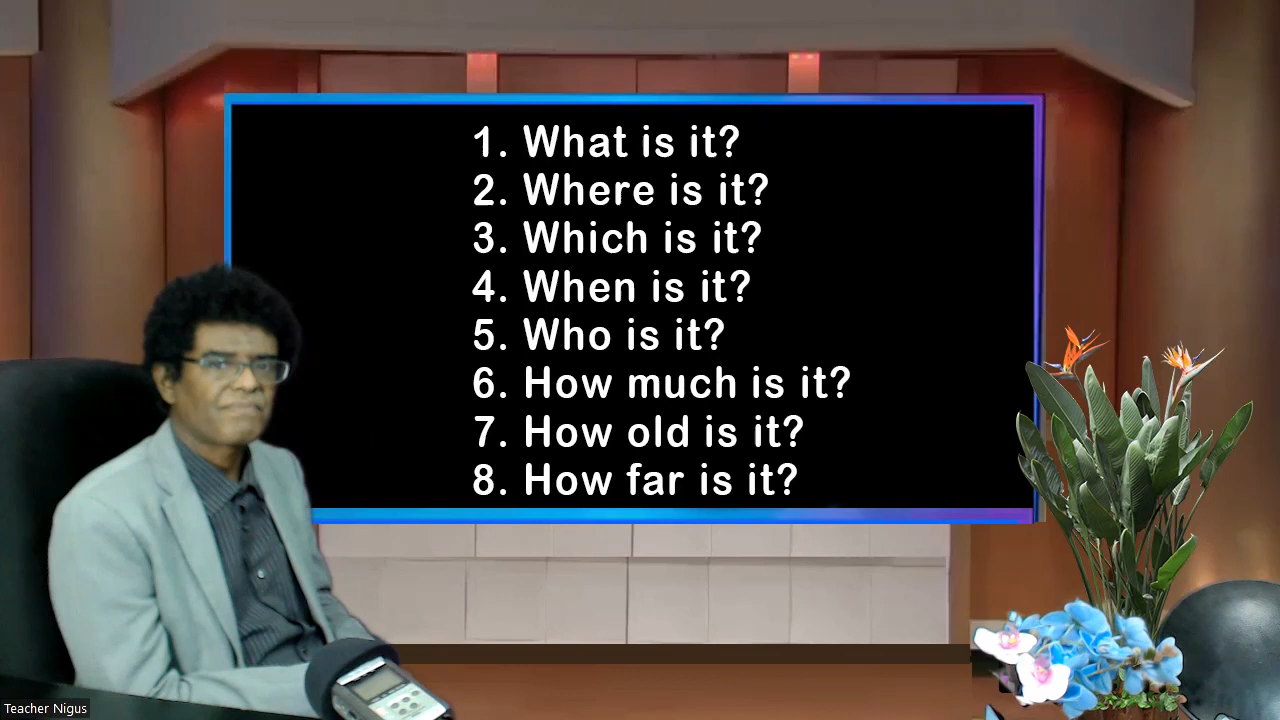 1. What is it?
2. Where is it?
3. Which is it?
4. When is it?
5. Who is it?
6. How much is it?
7. How old is it?
8. How far is it?
Teacher Nigus